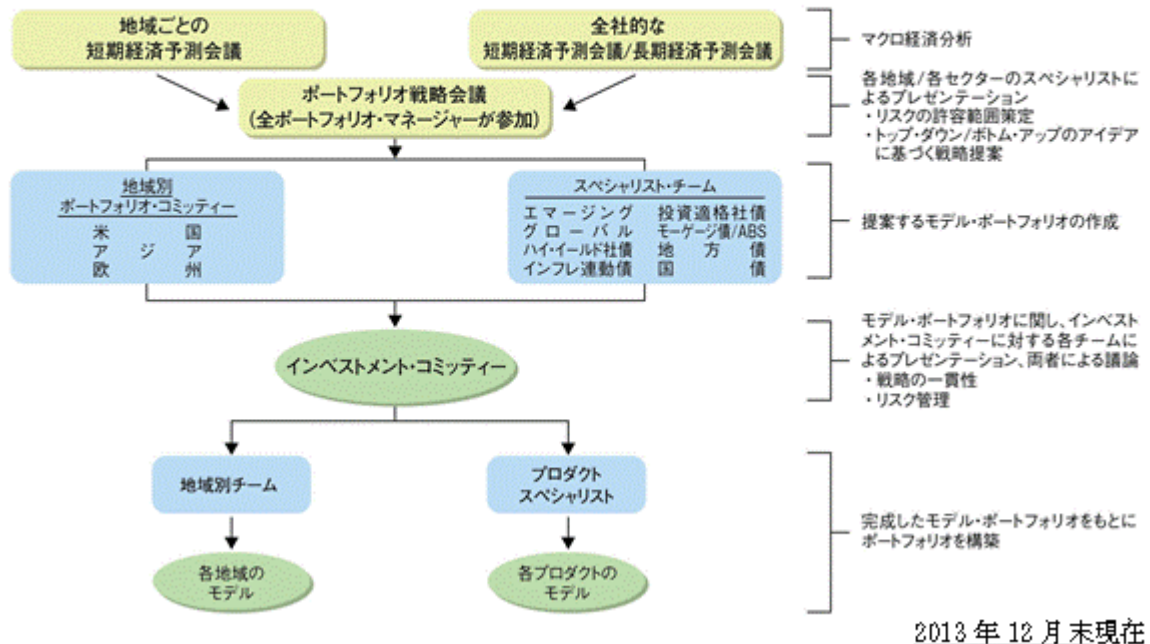 地域ごとの
短期経済予測会議
全社的な
短期経済予測会議/長期経済予測会議
マクロ経済分析
ポートフォリオ戦略会議
(全ポートフォリオ・マネージャーが参加)
各地域/各セクターのスペシャリストに
よるプレゼンテーション
・リスクの許容範囲策定
・トップ・ダウン/ボトム・アップのアイデア
に基づく戦略提案
地域別
ポートフォリオ・コミッティー
米 国
ア ジ ア
欧 州
スペシャリスト・チーム
エマージング 投資適格社債
グローバル モーゲージ債/ABS
ハイ・イールド社債 地 方 債
インフレ連動債 国 債
提案するモデル・ポートフォリオの作成
インベストメント・コミッティー
モデル・ポートフォリオに関し、インベスト
メント・コミッティーに対する各チームに
よるプレゼンテーション、両者による議論
・戦略の一貫性
・リスク管理
地域別チーム
プロダクト
スペシャリスト
各地域の
モデル
各プロダクトの
モデル
完成したモデル・ポートフォリオをもとに
ポートフォリオを構築
2013 年 12 月末現在